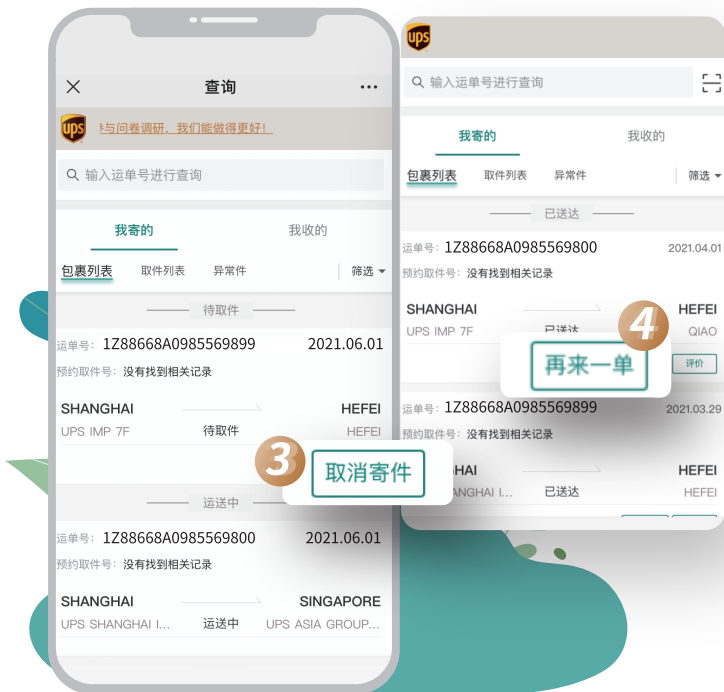 查询
ups
参与问卷调研，我们能做得更好！
输入运单号进行查询
我寄的 我收的
包裹列表 取件列表 异常件 筛选
待取件
运单号： 1Z88668A0985569899 2021.06.01
预约取件号： 没有找到相关记录
SHANGHAI HEFEI
UPS IMP 7F 待取件 HEFEI
3 取消寄件
运送中
运单号： 1Z88668A0985569800 2021.06.01
预约取件号： 没有找到相关记录
SHANGHAI SINGAPORE
UPS SHANGHAI I... 运送中 UPS ASIA GROUP...
ups
输入运单号进行查询
我寄的 我收的
包裹列表 取件列表 异常件 筛选
已送达
运单号： 1Z88668A0985569800 2021.04.01
预约取件号： 没有找到相关记录
SHANGHAI HEFEI
UPS IMP 7F 已送达 QIAO
4 再来一单 评价
运单号： 1Z88668A0985569899 2021.03.29
预约取件号： 没有找到相关记录
HAI HEFEI
ANGHAI I... 已送达 HEFEI